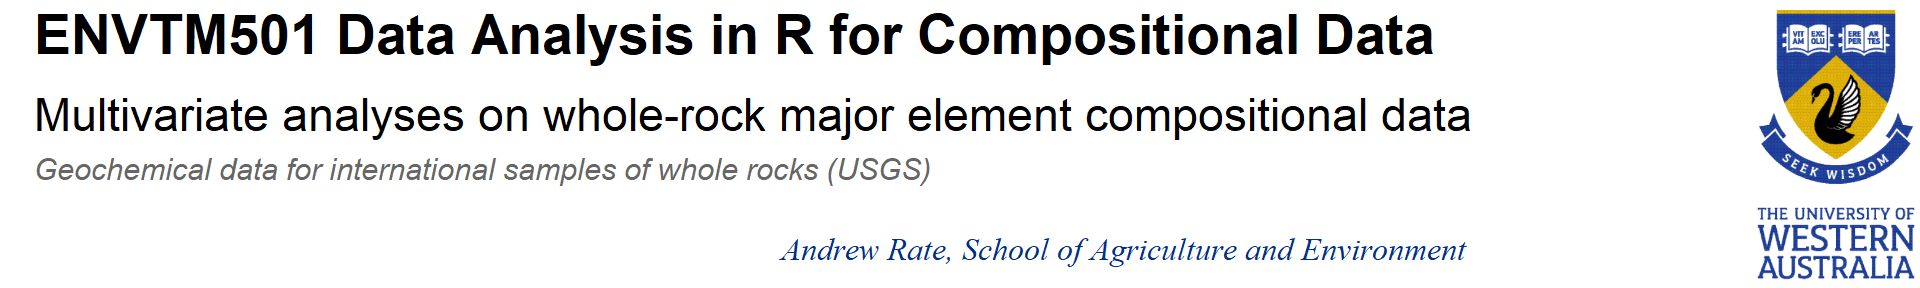 ENVTM501 Data Analysis in R for Compositional Data
Multivariate analyses on whole-rock major element compositional data
Geochemical data for international samples of whole rocks (USGS)
Andrew Rate, School of Agriculture and Environment
VIT EXC ERE AR
AM OLU PER TES
SEEK WISDOM
THE UNIVERSITY OF
WESTERN
AUSTRALIA